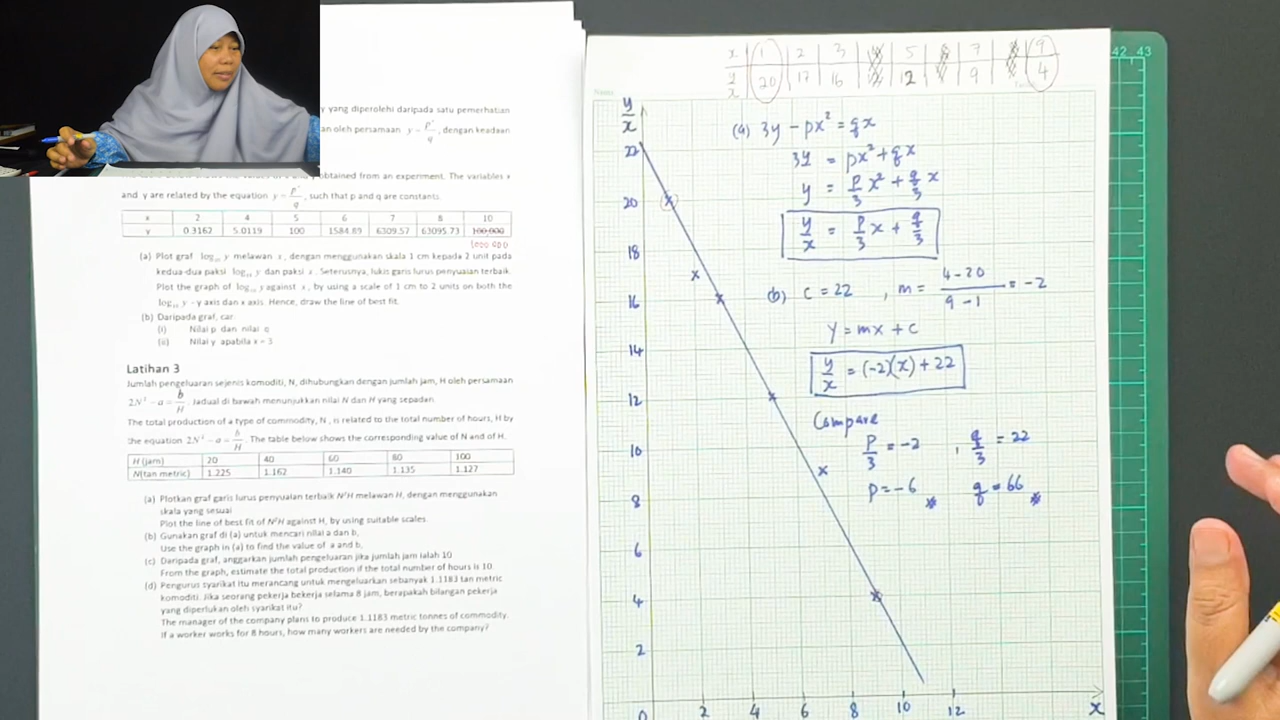 y yang diperolehi daripada satu pemerhatian
an oleh persamaan y = p^x/q, dengan keadaan
obtained from an experiment. The variables x
and y are related by the equation y = p^x/q, such that p and q are constants.
x 2 4 5 6 7 8 10
y 0.3162 5.0119 100 1584.89 6309.57 63095.73 100 000
1000 000
(a) Plot graf log₁₀ y melawan x, dengan menggunakan skala 1 cm kepada 2 unit pada
kedua-dua paksi log₁₀ y dan paksi x. Seterusnya, lukis garis lurus penyuaian terbaik.
Plot the graph of log₁₀ y against x, by using a scale of 1 cm to 2 units on both the
log₁₀ y - y axis dan x axis. Hence, draw the line of best fit.
(b) Daripada graf, cari:
(i) Nilai p dan nilai q
(ii) Nilai y apabila x = 3
Latihan 3
Jumlah pengeluaran sejenis komoditi, N, dihubungkan dengan jumlah jam, H oleh persamaan
2N² - a = b/H. Jadual di bawah menunjukkan nilai N dan H yang sepadan.
The total production of a type of commodity, N, is related to the total number of hours, H by
the equation 2N² - a = b/H. The table below shows the corresponding value of N and of H.
H (jam) 20 40 60 80 100
N(tan metric) 1.225 1.162 1.140 1.135 1.127
(a) Plotkan graf garis lurus penyuaian terbaik N²H melawan H, dengan menggunakan
skala yang sesuai
Plot the line of best fit of N²H against H, by using suitable scales
(b) Gunakan graf di (a) untuk mencari nilai a dan b,
Use the graph in (a) to find the value of a and b,
(c) Daripada graf, anggarkan jumlah pengeluaran jika jumlah jam ialah 10
From the graph, estimate the total production if the total number of hours is 10
(d) Pengurus syarikat itu merancang untuk mengeluarkan sebanyak 1.1183 tan metric
komoditi. Jika seorang pekerja bekerja selama 8 jam, berapakah bilangan pekerja
yang diperlukan oleh syarikat itu?
The manager of the company plans to produce 1.1183 metric tonnes of commodity.
If a worker works for 8 hours, how many workers are needed by the company?
x 1 2 3 5 7 9
y/x 20 17 16 12 9 4
42 43
y/x
22
20
18
16
14
12
10
8
6
4
2
0 2 4 6 8 10 12 x
(a) 3y - px² = qx
3y = px² + qx
y = p/3 x² + q/3 x
y/x = p/3 x + q/3
(b) c = 22 , m = 4-20/9-1 = -2
Y = mx + c
y/x = (-2)(x) + 22
Compare
p/3 = -2 , q/3 = 22
p = -6 q = 66